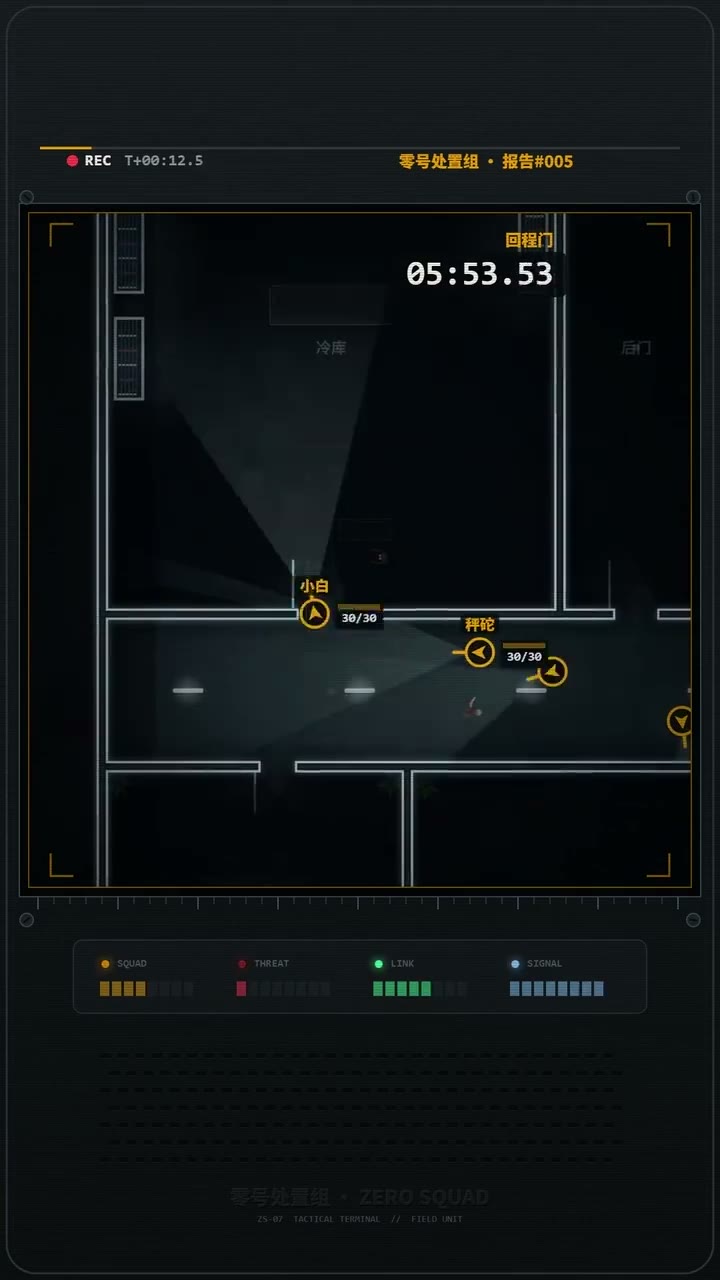 REC T+00:12.5 零号处置组 • 报告#005
回程门
05:53.53
冷库
后门
小白
30/30
秤砣
30/30
SQUAD THREAT LINK SIGNAL
零号处置组 • ZERO SQUAD
ZS-07 TACTICAL TERMINAL // FIELD UNIT